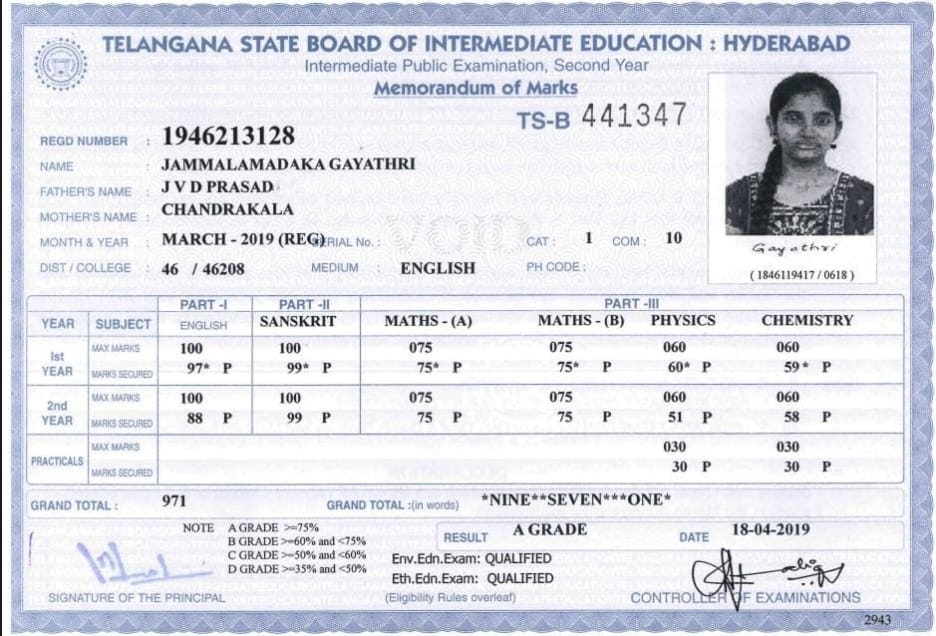 TELANGANA STATE BOARD OF INTERMEDIATE EDUCATION : HYDERABAD
Intermediate Public Examination, Second Year
Memorandum of Marks
TS-B 441347
REGD NUMBER : 1946213128
NAME : JAMMALAMADAKA GAYATHRI
FATHER'S NAME : J V D PRASAD
MOTHER'S NAME : CHANDRAKALA
MONTH & YEAR : MARCH - 2019 (REG) SERIAL No. : VOID CAT : 1 COM : 10
DIST / COLLEGE : 46 / 46208 MEDIUM : ENGLISH PH CODE :
Gayathri
( 1846119417 / 0618 )
PART -I PART -II PART -III
YEAR SUBJECT ENGLISH SANSKRIT MATHS - (A) MATHS - (B) PHYSICS CHEMISTRY
Ist YEAR MAX MARKS 100 100 075 075 060 060
MARKS SECURED 97* P 99* P 75* P 75* P 60* P 59* P
2nd YEAR MAX MARKS 100 100 075 075 060 060
MARKS SECURED 88 P 99 P 75 P 75 P 51 P 58 P
PRACTICALS MAX MARKS 030 030
MARKS SECURED 30 P 30 P
GRAND TOTAL : 971 GRAND TOTAL :(in words) *NINE**SEVEN***ONE*
NOTE A GRADE >=75%
B GRADE >=60% and <75%
C GRADE >=50% and <60%
D GRADE >=35% and <50%
RESULT A GRADE DATE 18-04-2019
Env.Edn.Exam: QUALIFIED
Eth.Edn.Exam: QUALIFIED
(Eligibility Rules overleaf)
SIGNATURE OF THE PRINCIPAL
CONTROLLER OF EXAMINATIONS
2943